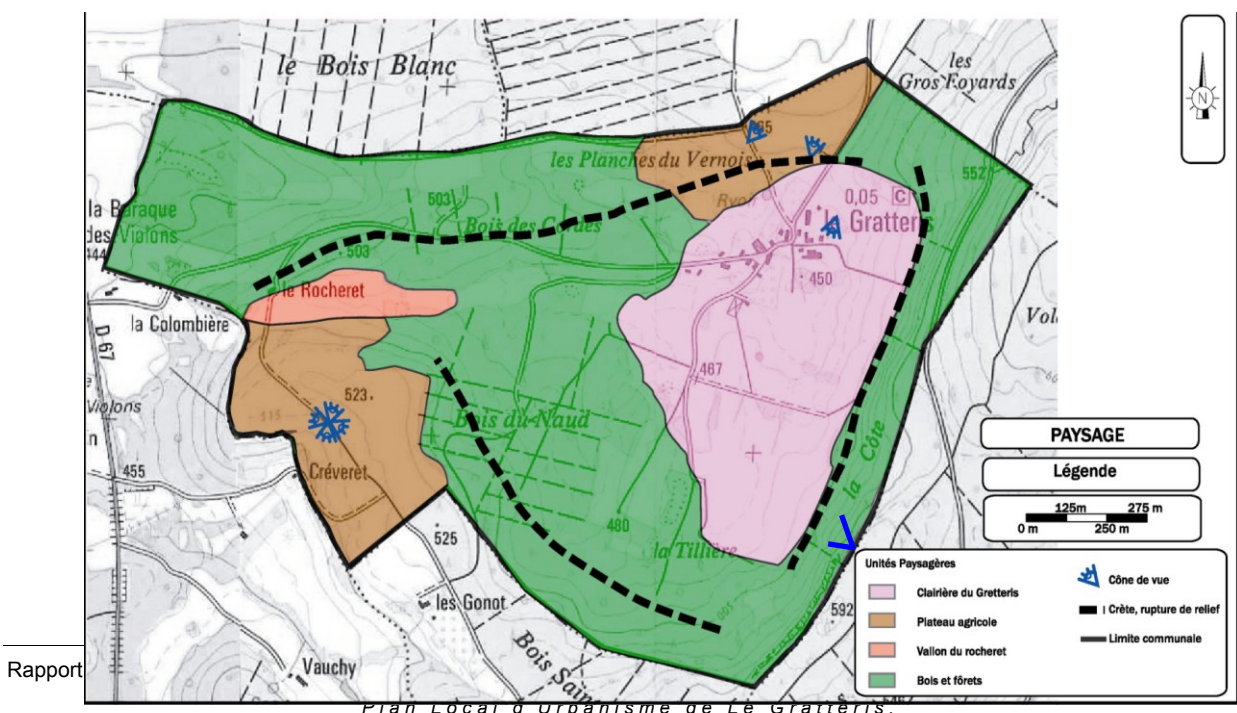 le Bois Blanc
les
Gros Foyards
N
les Planches du Vernois
552
la Baraque
des Violons
444
503
Bois des Cordes
503
0,05 C
Gratteris
le Rocheret
450
la Colombière
D 67
Violons
n
523
515
467
Bois du Naud
Créveret
455
la Côte
480
525
la Tillière
les Gonot
592
Vauchy
PAYSAGE
Légende
125m 275 m
0 m 250 m
Unités Paysagères
Clairière du Gretteris
Plateau agricole
Vallon du rocheret
Bois et fôrets
Cône de vue
Crête, rupture de relief
Limite communale
Rapport
Plan Local d'Urbanisme de Le Gratteris.